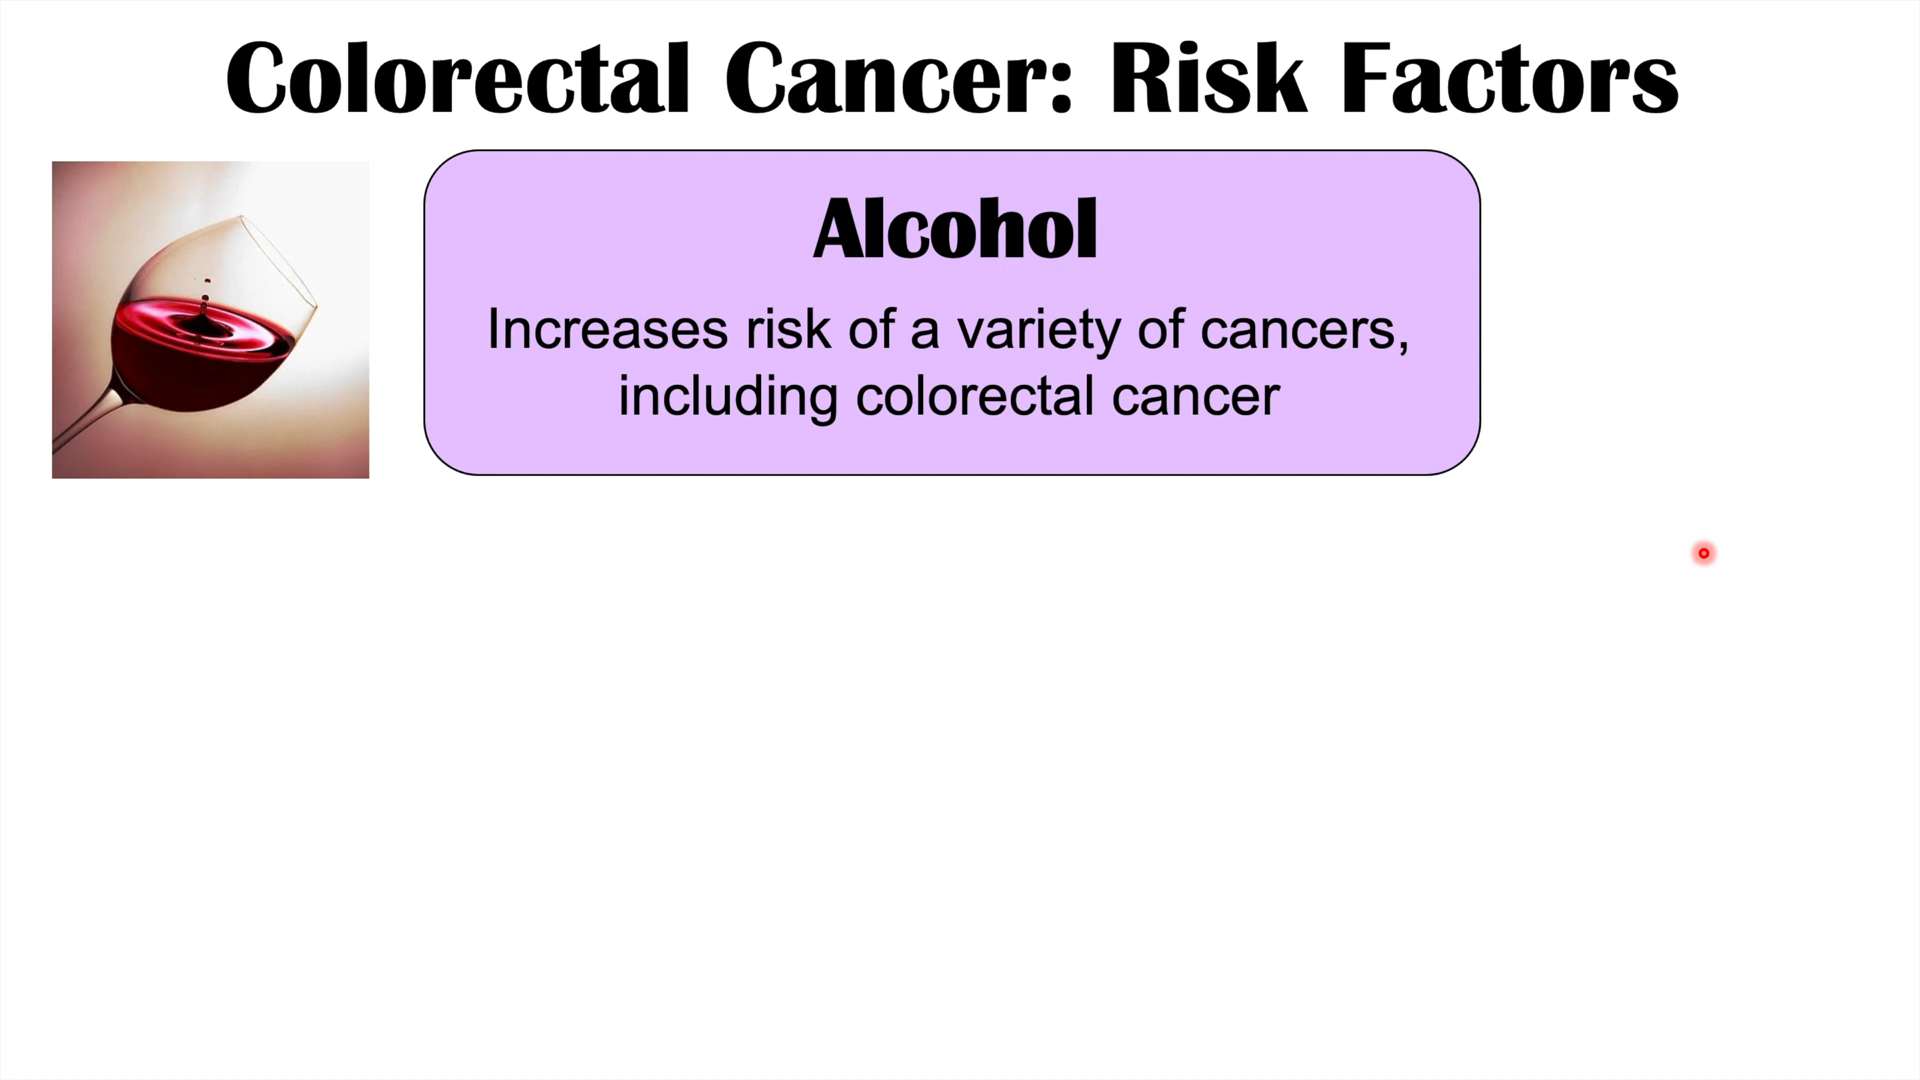 Colorectal Cancer: Risk Factors
Alcohol
Increases risk of a variety of cancers,
including colorectal cancer